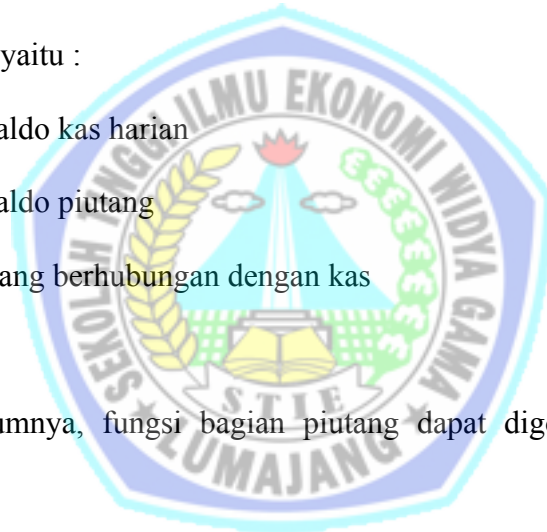 yaitu :
aldo kas harian
aldo piutang
ang berhubungan dengan kas
umnya, fungsi bagian piutang dapat dig
SEKOLAH TINGGI ILMU EKONOMI WIDYA GAMA
STIE
LUMAJANG